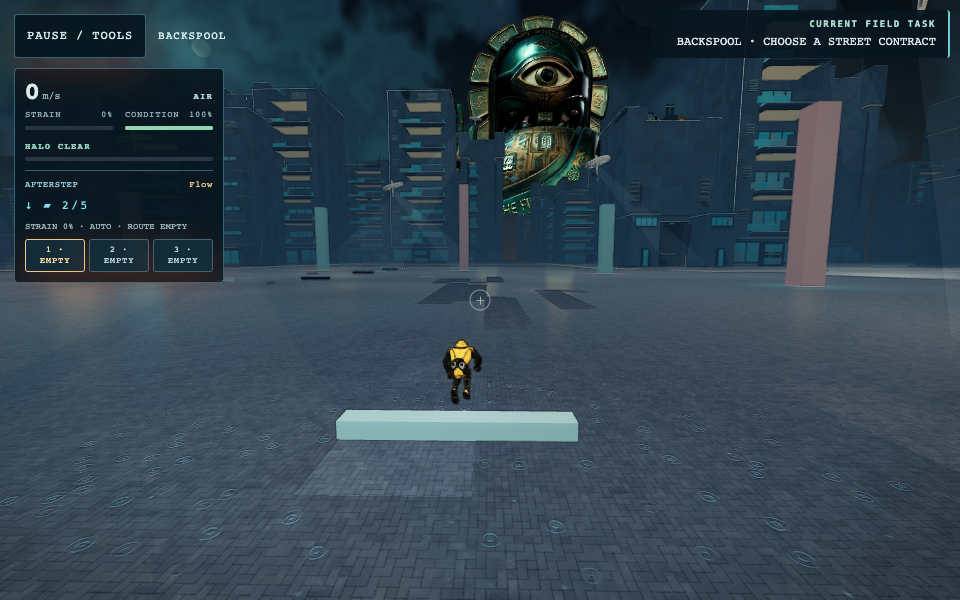 PAUSE / TOOLS
BACKSPOOL
CURRENT FIELD TASK
BACKSPOOL · CHOOSE A STREET CONTRACT
0 m/s
AIR
STRAIN 0%
CONDITION 100%
HALO CLEAR
AFTERSTEP
Flow
↓ ▰ 2/5
STRAIN 0% · AUTO · ROUTE EMPTY
1 ·
EMPTY
2 ·
EMPTY
3 ·
EMPTY